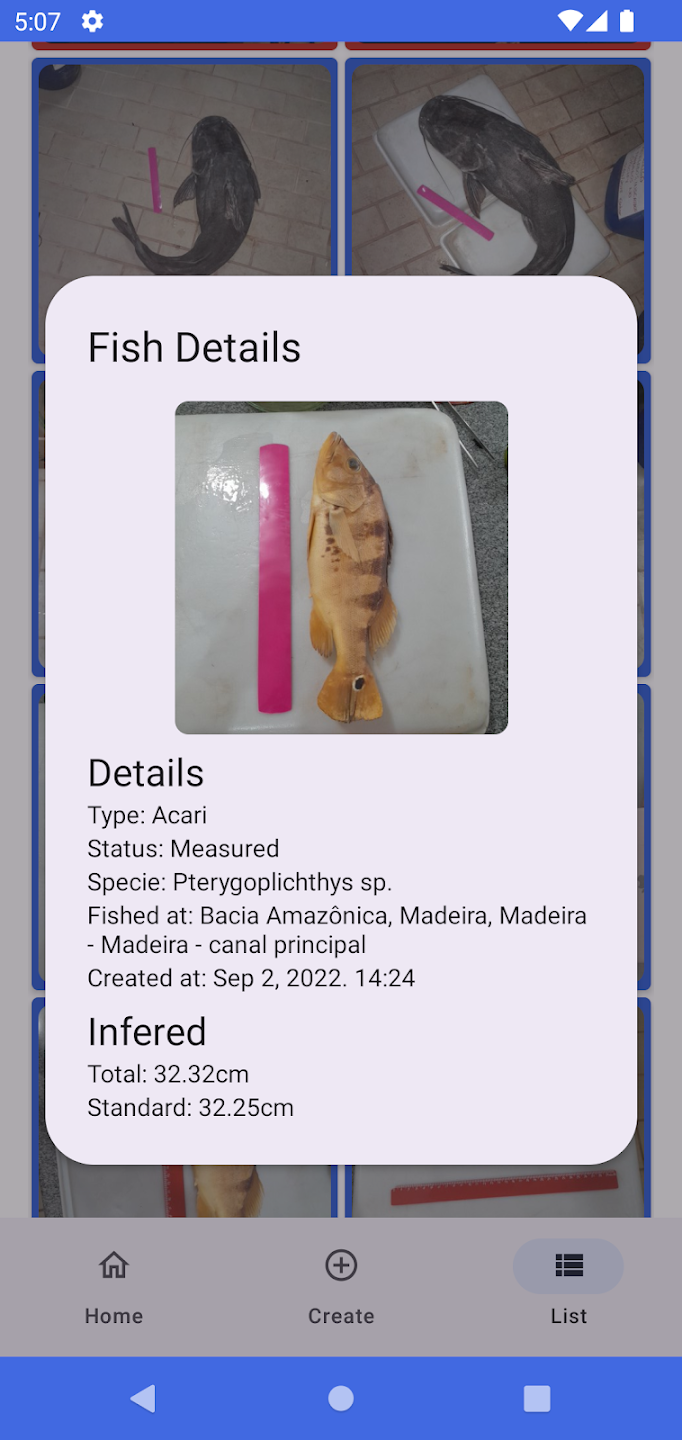 5:07
Fish Details
Details
Type: Acari
Status: Measured
Specie: Pterygoplichthys sp.
Fished at: Bacia Amazônica, Madeira, Madeira
- Madeira - canal principal
Created at: Sep 2, 2022. 14:24
Infered
Total: 32.32cm
Standard: 32.25cm
Home
Create
List